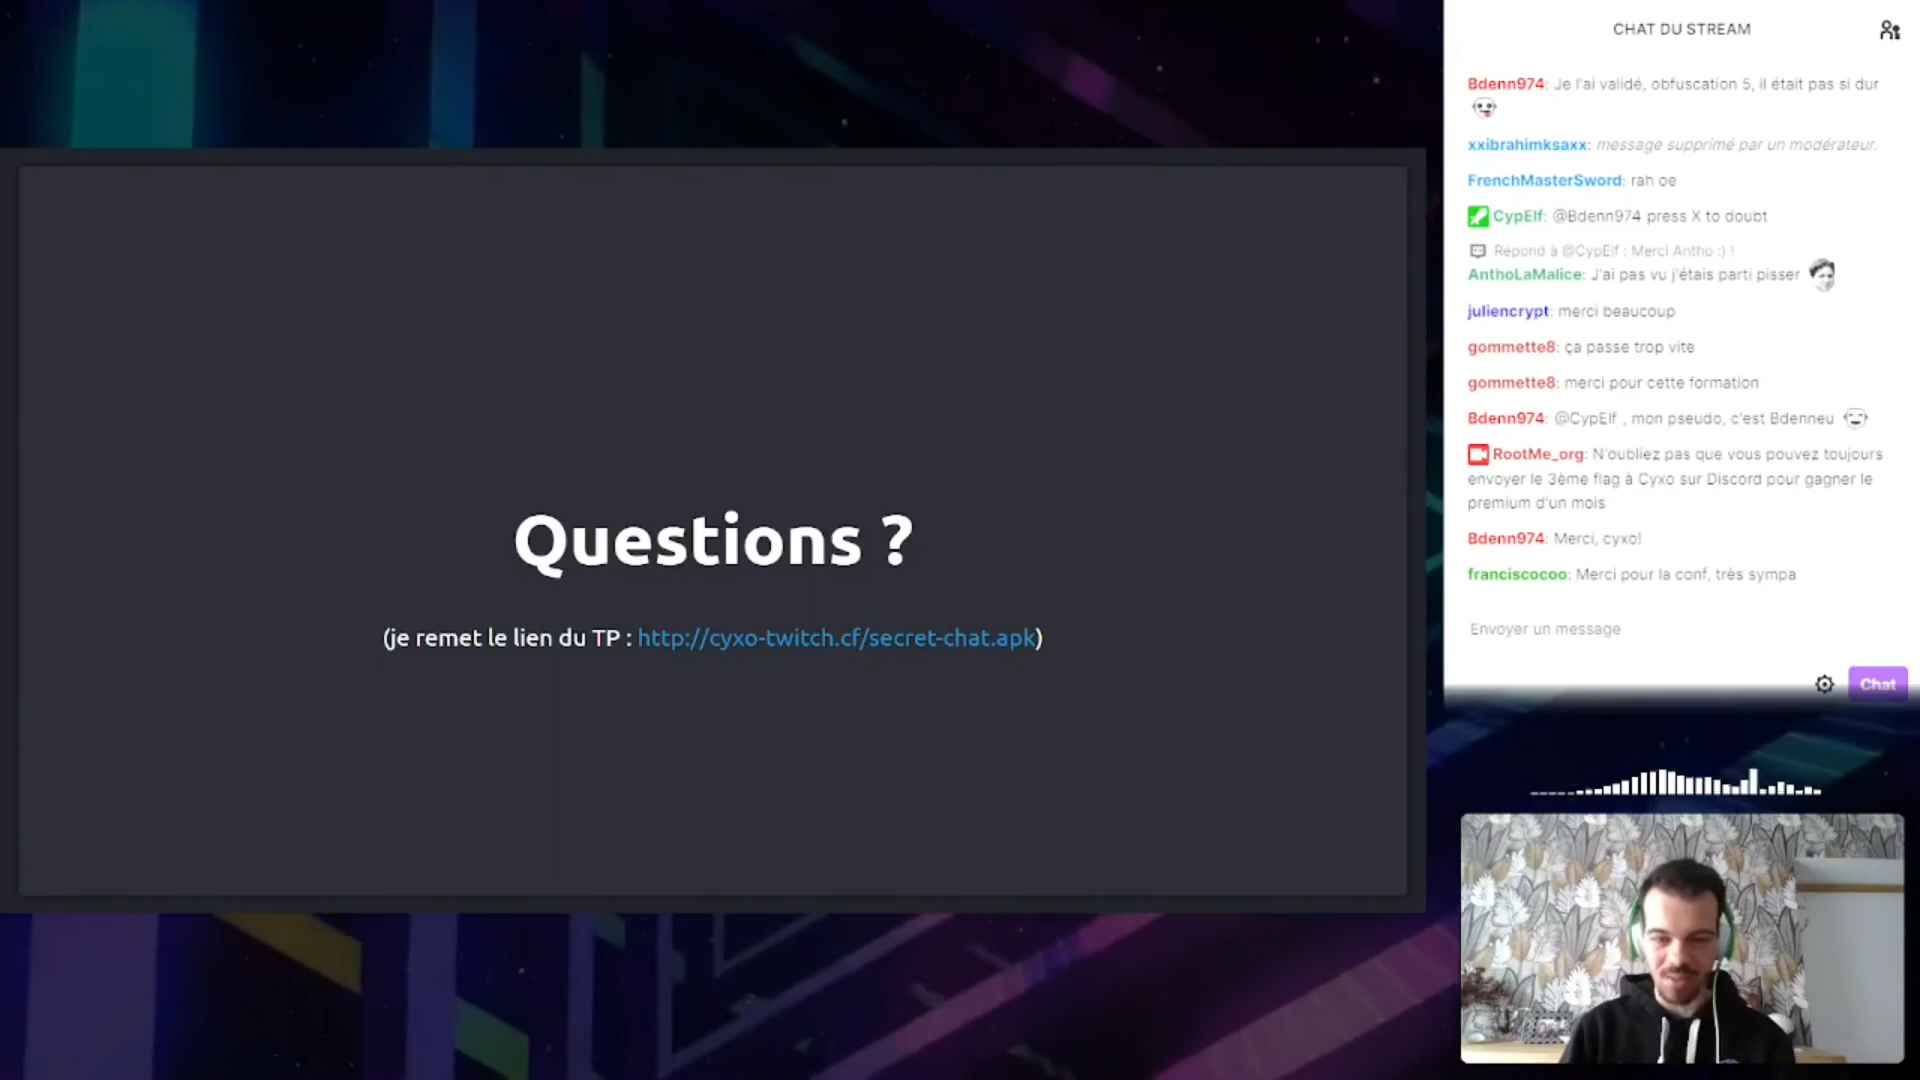 Questions ?
(je remet le lien du TP : http://cyxo-twitch.cf/secret-chat.apk)
CHAT DU STREAM
Bdenn974: Je l'ai validé, obfuscation 5, il était pas si dur
xxibrahimksaxx: message supprimé par un modérateur.
FrenchMasterSword: rah oe
CypElf: @Bdenn974 press X to doubt
Répond à @CypElf : Merci Antho :) !
AnthoLaMalice: J'ai pas vu j'étais parti pisser
juliencrypt: merci beaucoup
gommette8: ça passe trop vite
gommette8: merci pour cette formation
Bdenn974: @CypElf , mon pseudo, c'est Bdenneu
RootMe_org: N'oubliez pas que vous pouvez toujours
envoyer le 3ème flag à Cyxo sur Discord pour gagner le
premium d'un mois
Bdenn974: Merci, cyxo!
franciscocoo: Merci pour la conf, très sympa
Envoyer un message
Chat